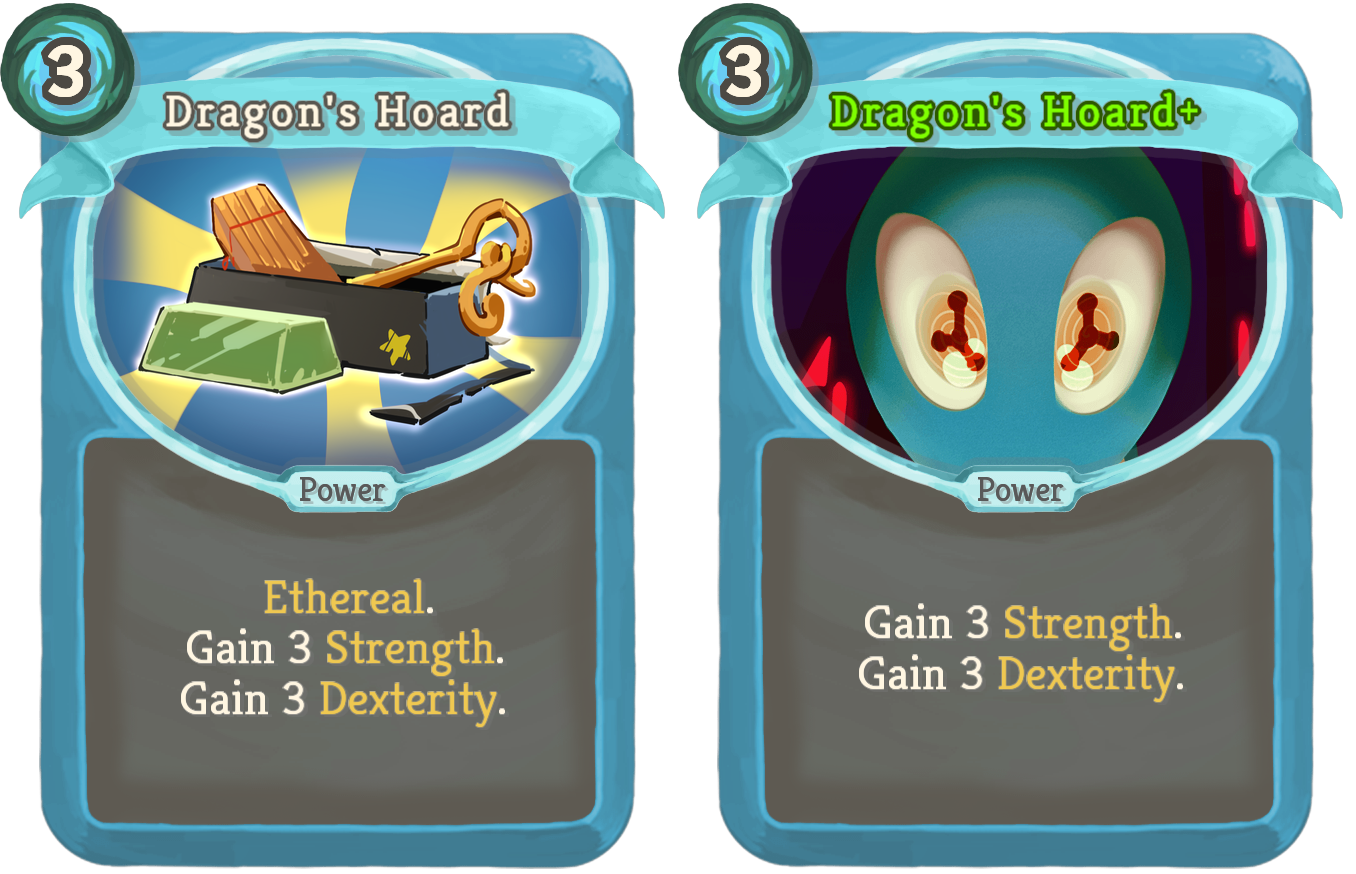 3
Dragon's Hoard
Power
Ethereal.
Gain 3 Strength.
Gain 3 Dexterity.
3
Dragon's Hoard+
Power
Gain 3 Strength.
Gain 3 Dexterity.